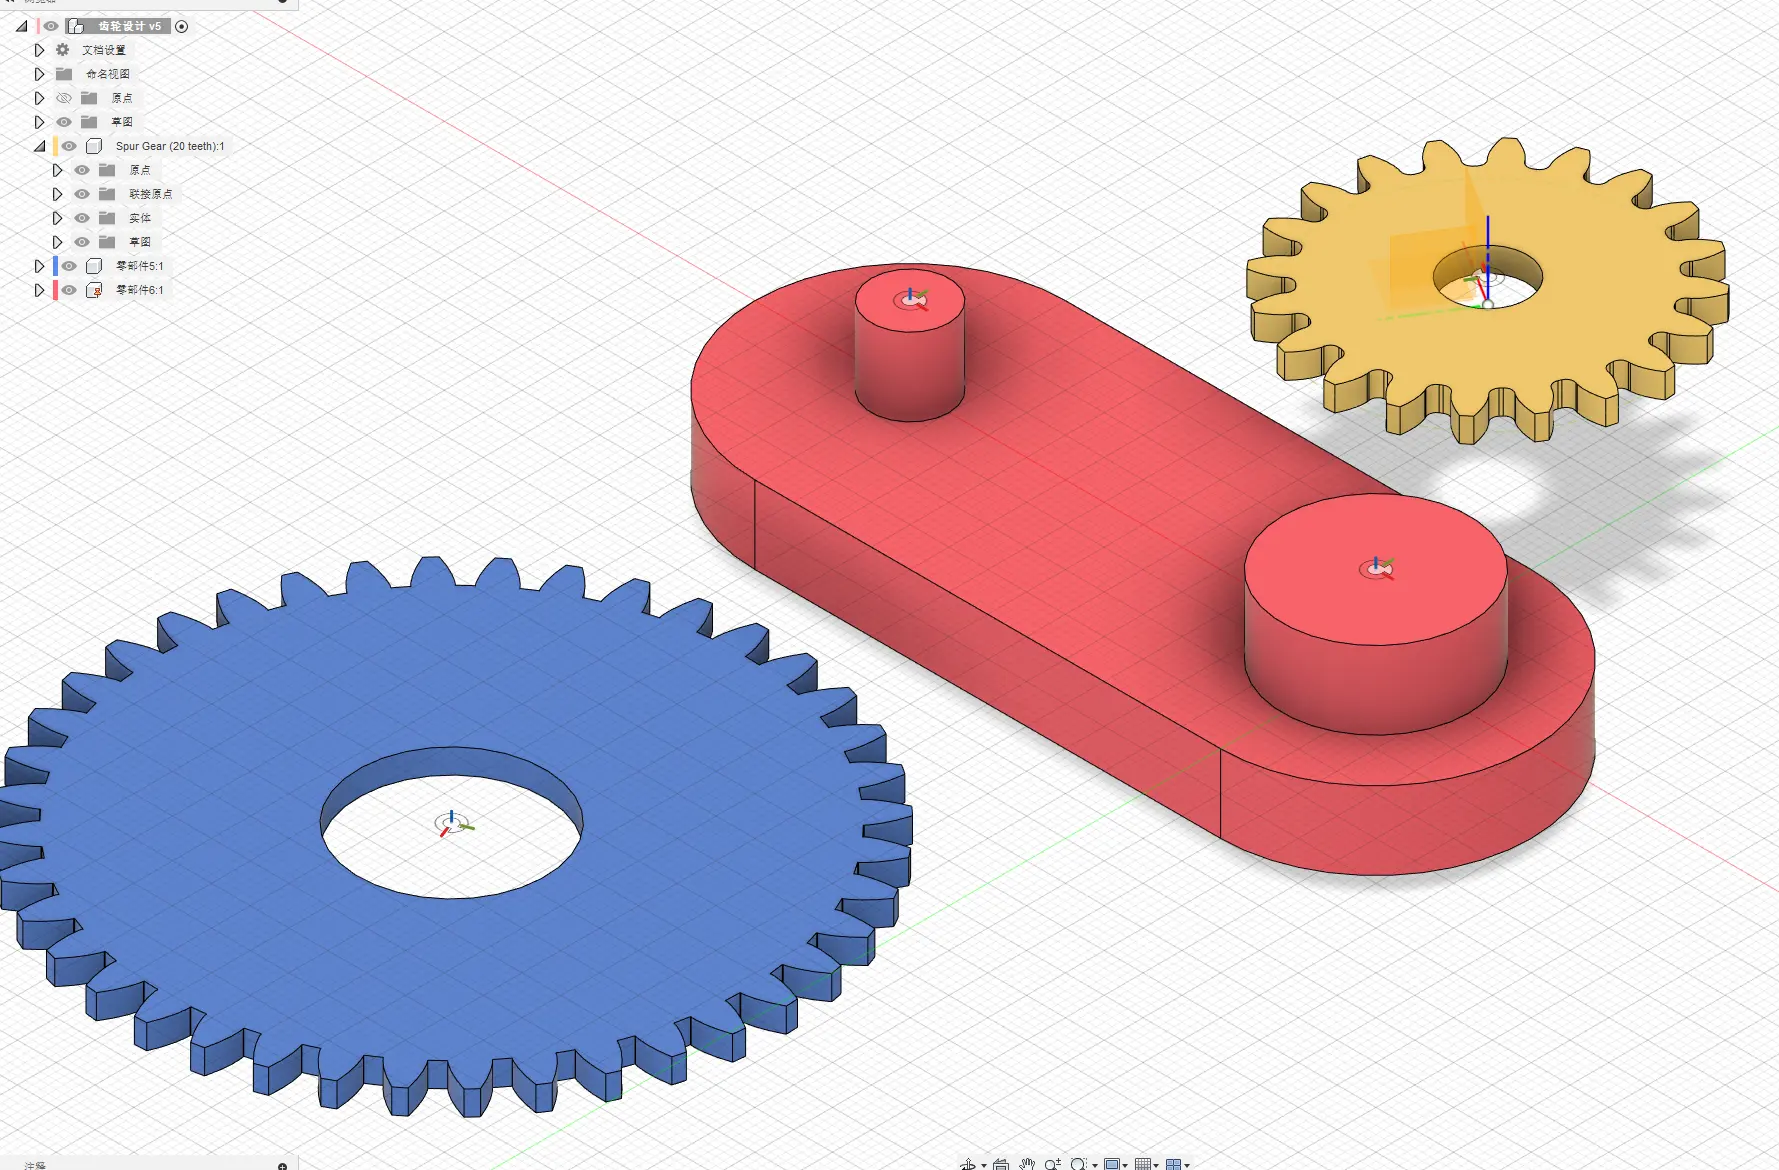 齿轮设计 v5
文档设置
命名视图
原点
草图
Spur Gear (20 teeth):1
原点
联接原点
实体
草图
零部件5:1
零部件6:1
注释